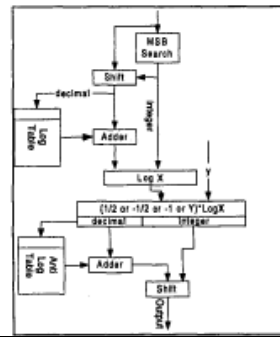 MSB
Search
Shift
decimal
Integer
Log
Table
Adder
Y
Log X
(1/2 or -1/2 or -1 or Y)*LogX
decimal
Integer
Anti
Log
Table
Adder
Shift
Output